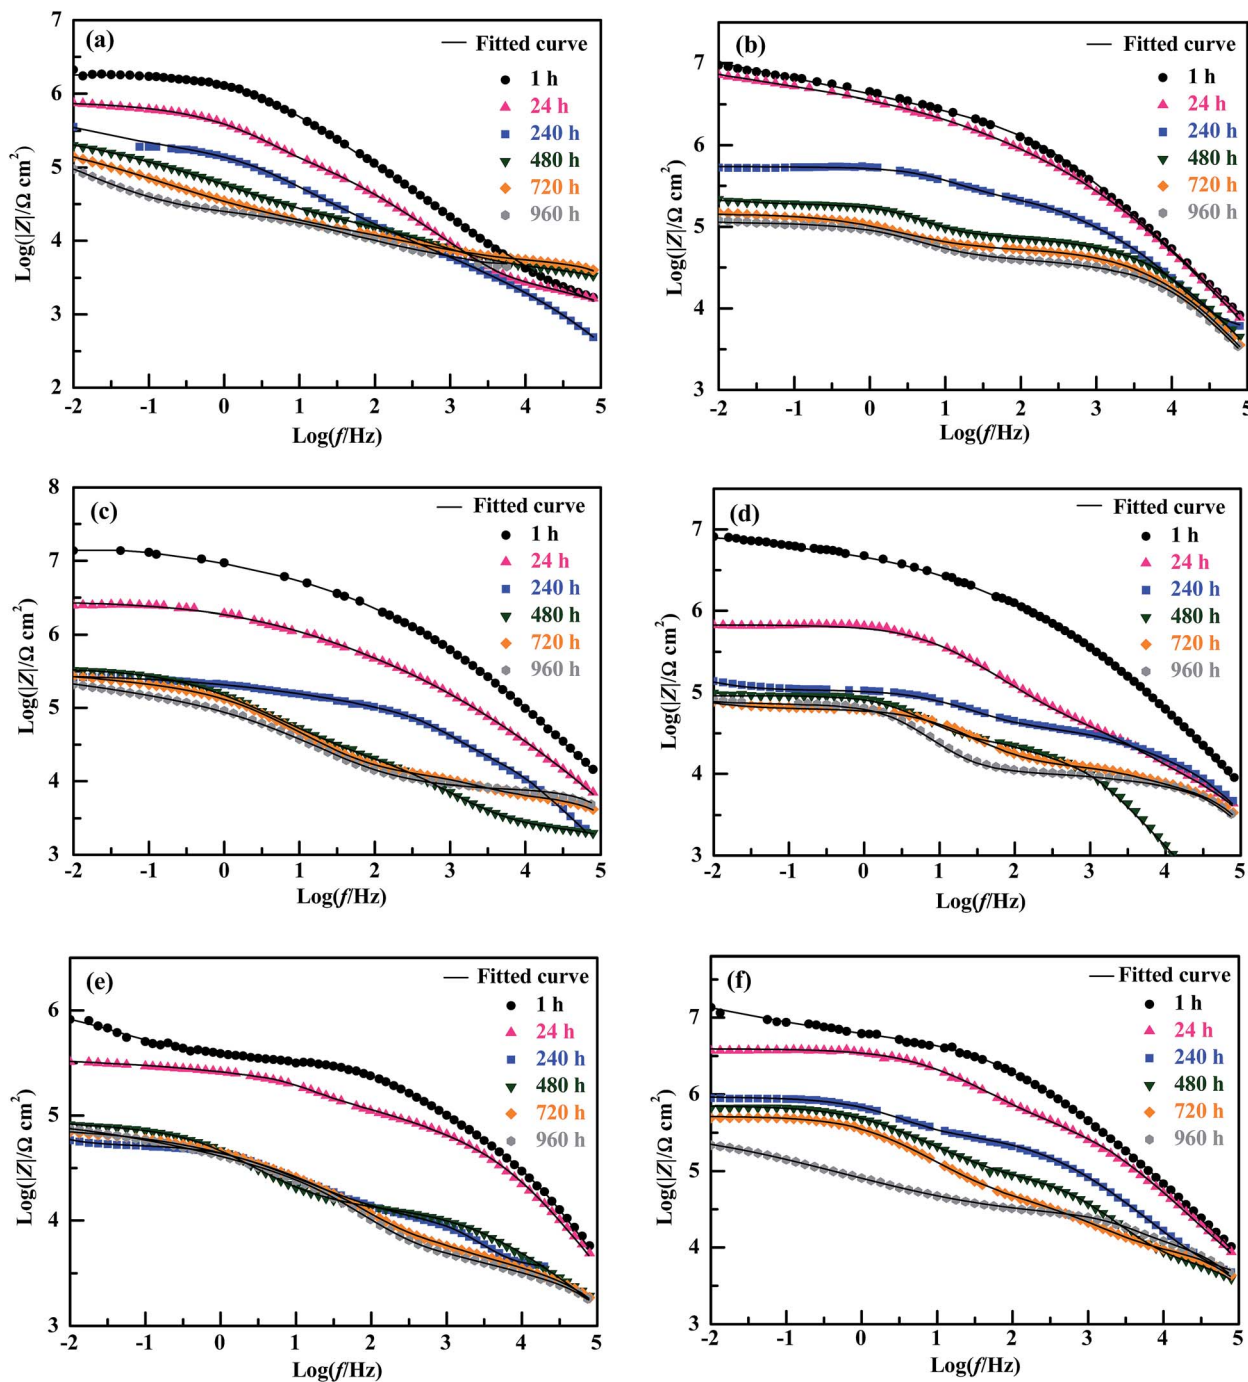 (a)
Fitted curve
1 h
24 h
240 h
480 h
720 h
960 h
7
6
5
4
3
2
-2 -1 0 1 2 3 4 5
Log(|Z|/Ω cm²)
Log(f/Hz)
(b)
Fitted curve
1 h
24 h
240 h
480 h
720 h
960 h
7
6
5
4
3
-2 -1 0 1 2 3 4 5
Log(|Z|/Ω cm²)
Log(f/Hz)
(c)
Fitted curve
1 h
24 h
240 h
480 h
720 h
960 h
8
7
6
5
4
3
-2 -1 0 1 2 3 4 5
Log(|Z|/Ω cm²)
Log(f/Hz)
(d)
Fitted curve
1 h
24 h
240 h
480 h
720 h
960 h
7
6
5
4
3
-2 -1 0 1 2 3 4 5
Log(|Z|/Ω cm²)
Log(f/Hz)
(e)
Fitted curve
1 h
24 h
240 h
480 h
720 h
960 h
6
5
4
3
-2 -1 0 1 2 3 4 5
Log(|Z|/Ω cm²)
Log(f/Hz)
(f)
Fitted curve
1 h
24 h
240 h
480 h
720 h
960 h
7
6
5
4
3
-2 -1 0 1 2 3 4 5
Log(|Z|/Ω cm²)
Log(f/Hz)